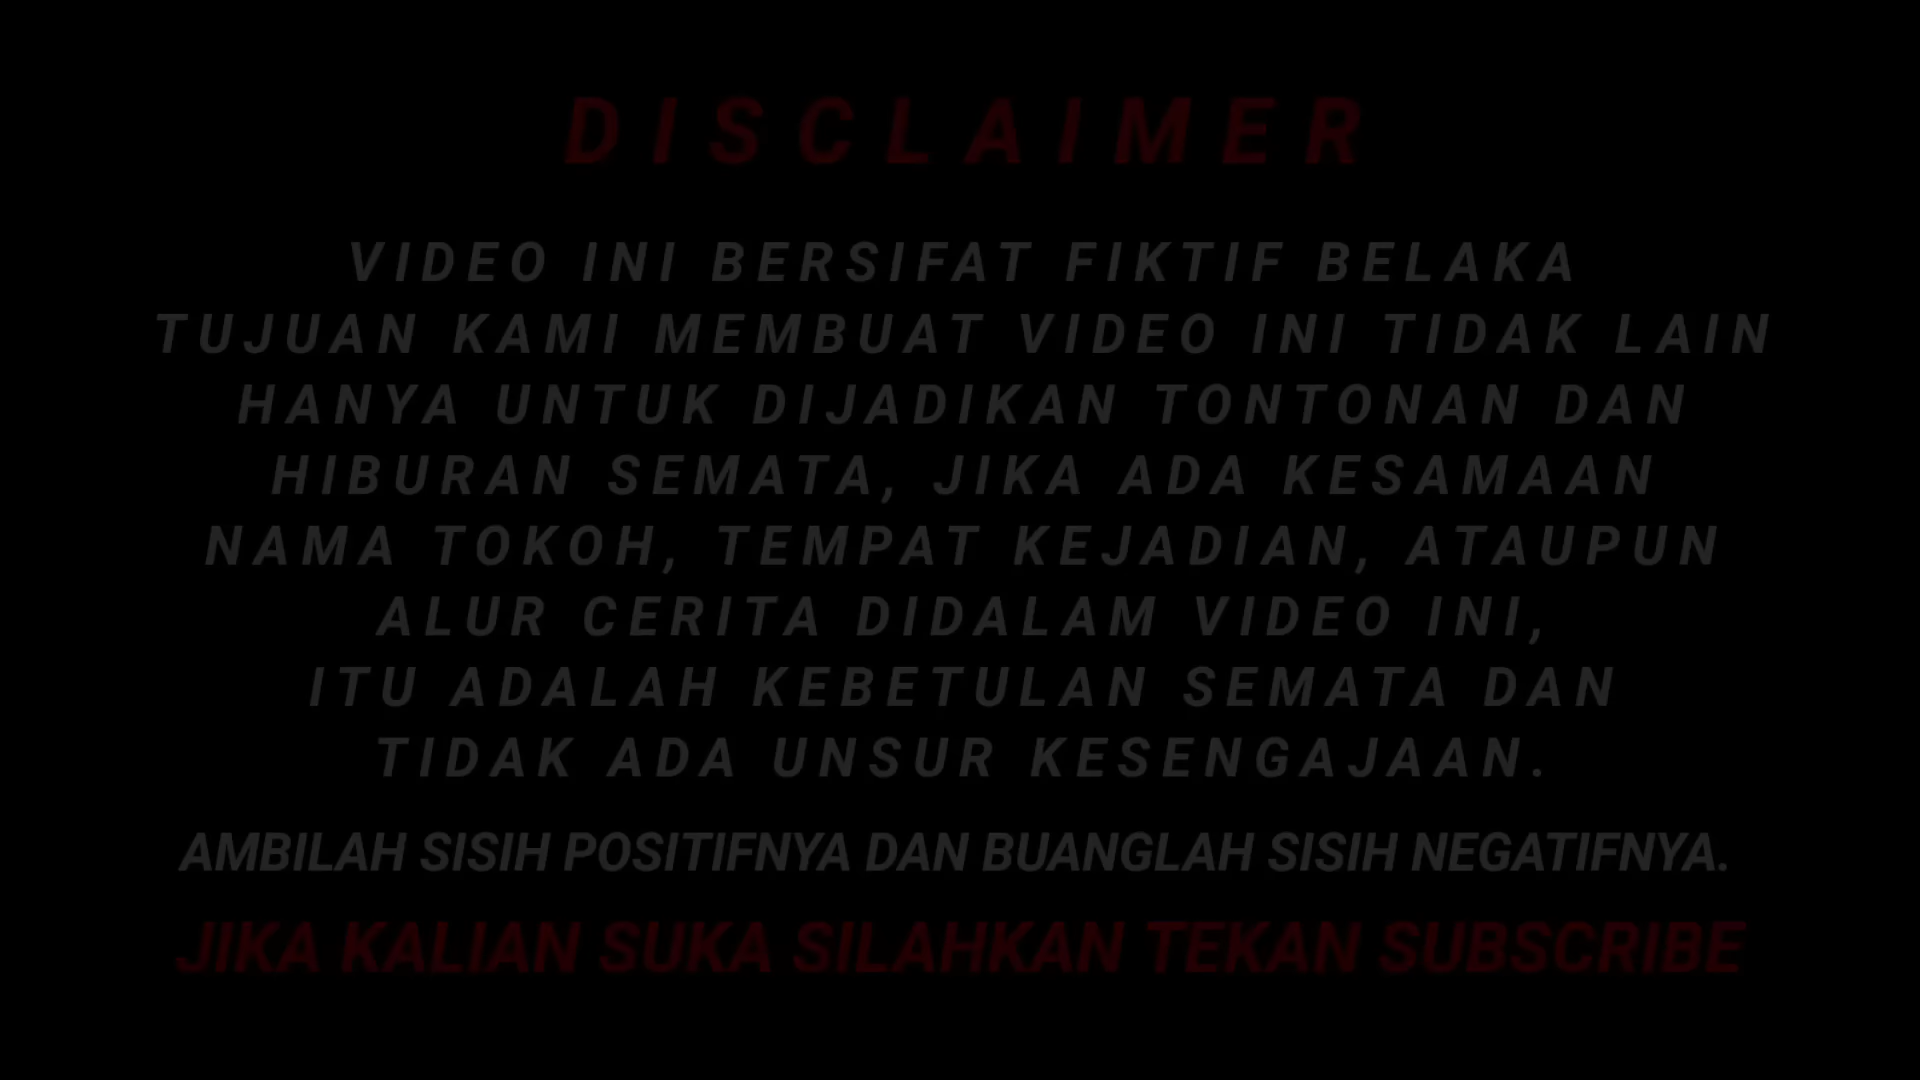 DISCLAIMER
VIDEO INI BERSIFAT FIKTIF BELAKA
TUJUAN KAMI MEMBUAT VIDEO INI TIDAK LAIN
HANYA UNTUK DIJADIKAN TONTONAN DAN
HIBURAN SEMATA, JIKA ADA KESAMAAN
NAMA TOKOH, TEMPAT KEJADIAN, ATAUPUN
ALUR CERITA DIDALAM VIDEO INI,
ITU ADALAH KEBETULAN SEMATA DAN
TIDAK ADA UNSUR KESENGAJAAN.
AMBILAH SISIH POSITIFNYA DAN BUANGLAH SISIH NEGATIFNYA.
JIKA KALIAN SUKA SILAHKAN TEKAN SUBSCRIBE